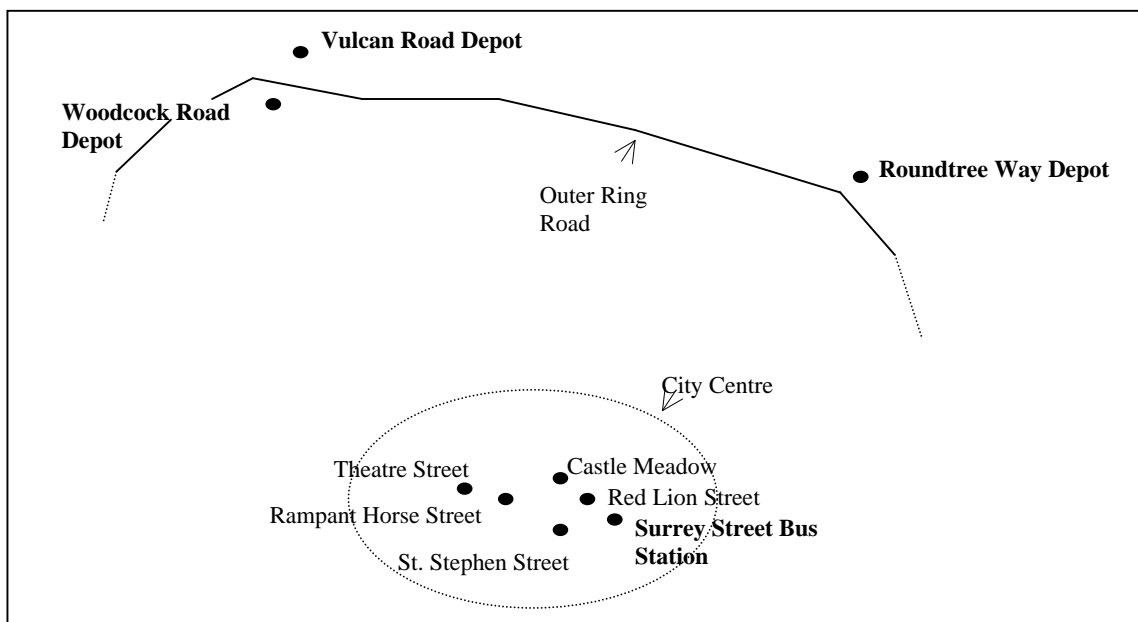 Vulcan Road Depot
Woodcock Road
Depot
Roundtree Way Depot
Outer Ring
Road
City Centre
Theatre Street
Castle Meadow
Rampant Horse Street
Red Lion Street
St. Stephen Street
Surrey Street Bus
Station